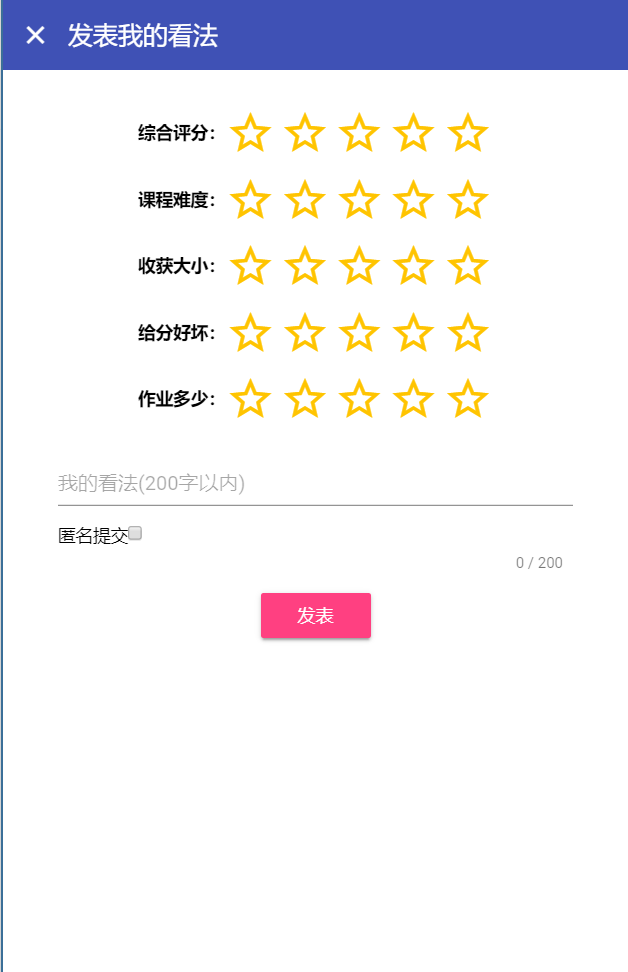 发表我的看法
综合评分：
课程难度：
收获大小：
给分好坏：
作业多少：
我的看法(200字以内)
匿名提交
0 / 200
发表